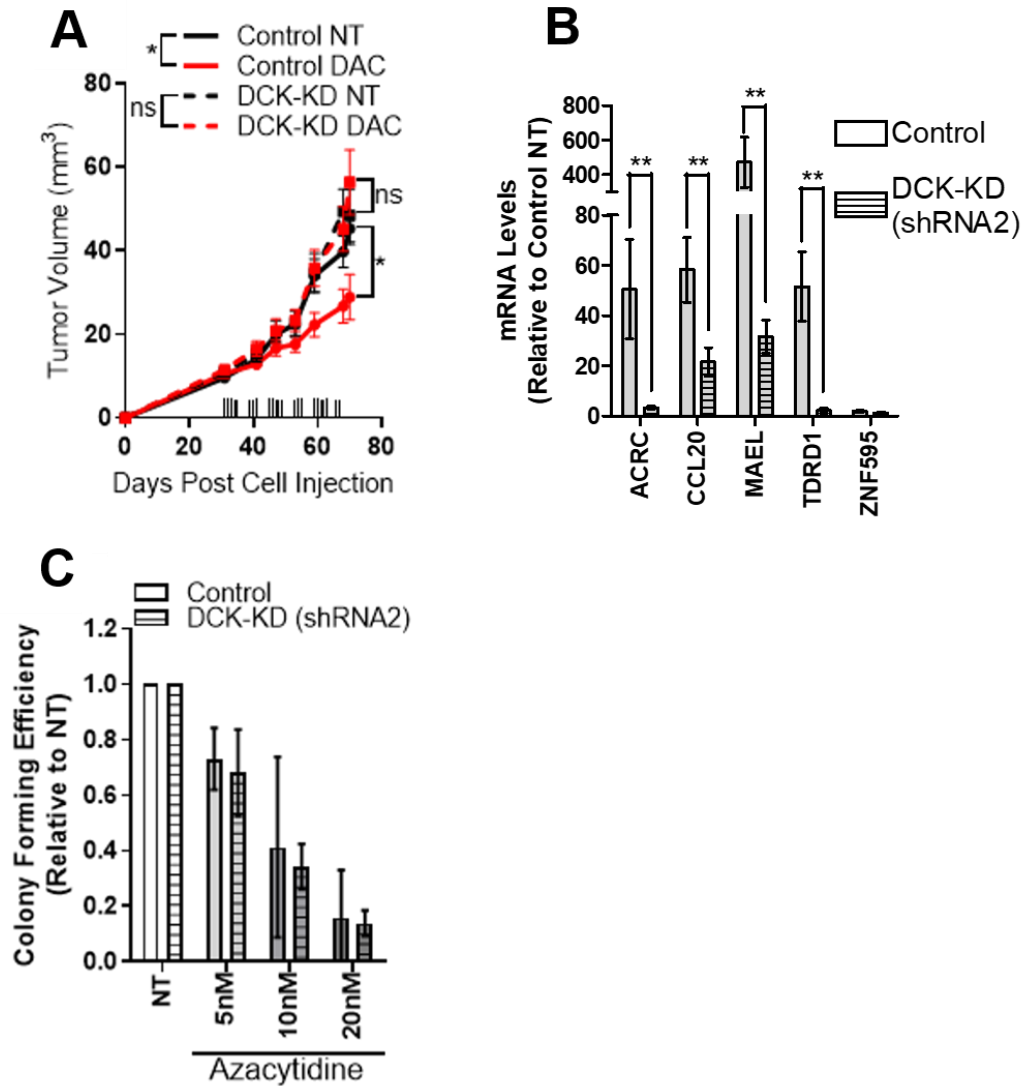 A
* Control NT
Control DAC
ns DCK-KD NT
DCK-KD DAC
Tumor Volume (mm³)
80
60
40
20
0
ns
*
0 20 40 60 80
Days Post Cell Injection
B
mRNA Levels
(Relative to Control NT)
800
600
400
200
80
60
40
20
0
** ** ** **
ACRC CCL20 MAEL TDRD1 ZNF595
Control
DCK-KD
(shRNA2)
C
Control
DCK-KD (shRNA2)
Colony Forming Efficiency
(Relative to NT)
1.2
1.0
0.8
0.6
0.4
0.2
0.0
NT 5nM 10nM 20nM
Azacytidine